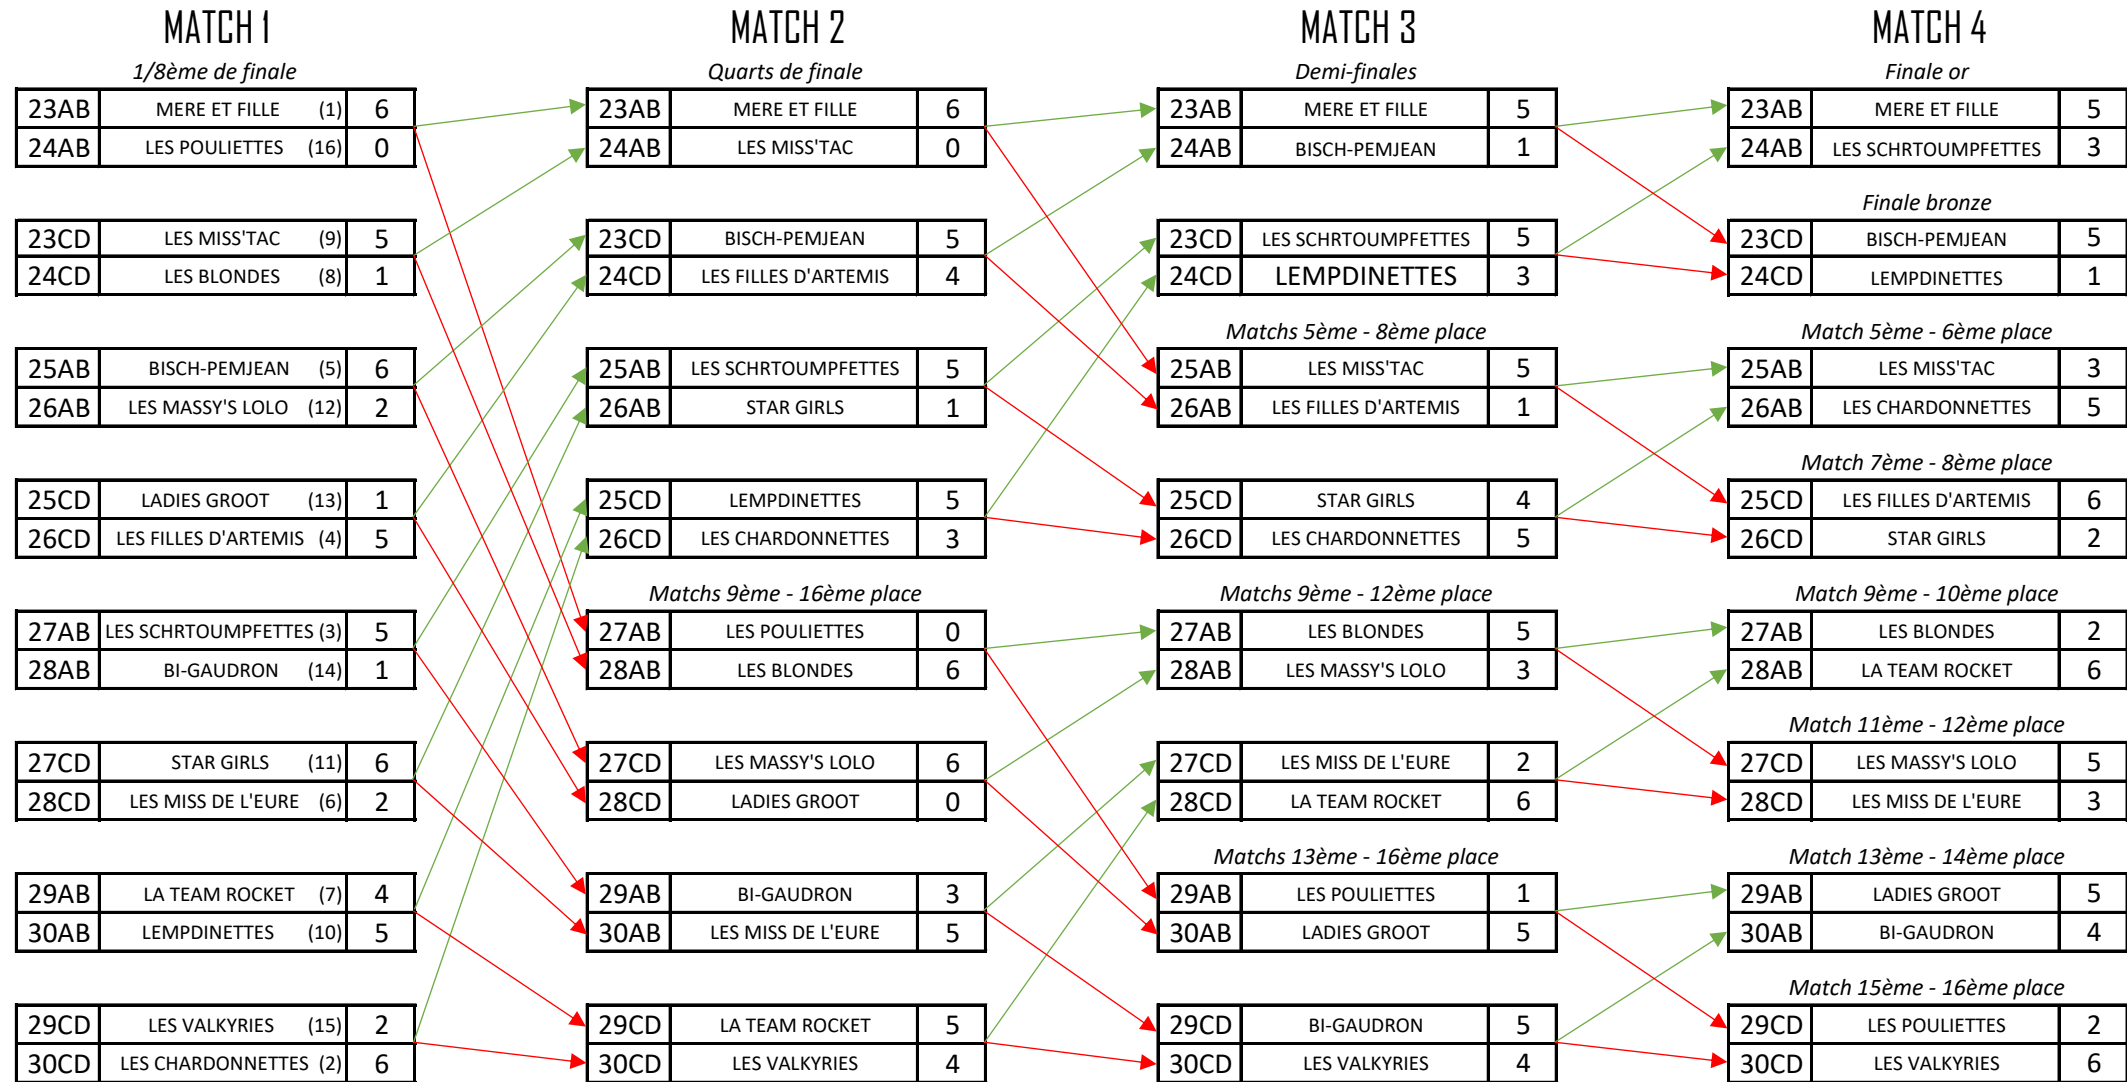 MATCH 1 MATCH 2 MATCH 3 MATCH 4
1/8ème de finale Quarts de finale Demi-finales Finale or
23AB MERE ET FILLE (1) 6 23AB MERE ET FILLE 6 23AB MERE ET FILLE 5 23AB MERE ET FILLE 5
24AB LES POULIETTES (16) 0 24AB LES MISS'TAC 0 24AB BISCH-PEMJEAN 1 24AB LES SCHRTOUMPFETTES 3
Finale bronze
23CD LES MISS'TAC (9) 5 23CD BISCH-PEMJEAN 5 23CD LES SCHRTOUMPFETTES 5 23CD BISCH-PEMJEAN 5
24CD LES BLONDES (8) 1 24CD LES FILLES D'ARTEMIS 4 24CD LEMPDINETTES 3 24CD LEMPDINETTES 1
Matchs 5ème - 8ème place Match 5ème - 6ème place
25AB BISCH-PEMJEAN (5) 6 25AB LES SCHRTOUMPFETTES 5 25AB LES MISS'TAC 5 25AB LES MISS'TAC 3
26AB LES MASSY'S LOLO (12) 2 26AB STAR GIRLS 1 26AB LES FILLES D'ARTEMIS 1 26AB LES CHARDONNETTES 5
Match 7ème - 8ème place
25CD LADIES GROOT (13) 1 25CD LEMPDINETTES 5 25CD STAR GIRLS 4 25CD LES FILLES D'ARTEMIS 6
26CD LES FILLES D'ARTEMIS (4) 5 26CD LES CHARDONNETTES 3 26CD LES CHARDONNETTES 5 26CD STAR GIRLS 2
Matchs 9ème - 16ème place Matchs 9ème - 12ème place Match 9ème - 10ème place
27AB LES SCHRTOUMPFETTES (3) 5 27AB LES POULIETTES 0 27AB LES BLONDES 5 27AB LES BLONDES 2
28AB BI-GAUDRON (14) 1 28AB LES BLONDES 6 28AB LES MASSY'S LOLO 3 28AB LA TEAM ROCKET 6
Match 11ème - 12ème place
27CD STAR GIRLS (11) 6 27CD LES MASSY'S LOLO 6 27CD LES MISS DE L'EURE 2 27CD LES MASSY'S LOLO 5
28CD LES MISS DE L'EURE (6) 2 28CD LADIES GROOT 0 28CD LA TEAM ROCKET 6 28CD LES MISS DE L'EURE 3
Matchs 13ème - 16ème place Match 13ème - 14ème place
29AB LA TEAM ROCKET (7) 4 29AB BI-GAUDRON 3 29AB LES POULIETTES 1 29AB LADIES GROOT 5
30AB LEMPDINETTES (10) 5 30AB LES MISS DE L'EURE 5 30AB LADIES GROOT 5 30AB BI-GAUDRON 4
Match 15ème - 16ème place
29CD LES VALKYRIES (15) 2 29CD LA TEAM ROCKET 5 29CD BI-GAUDRON 5 29CD LES POULIETTES 2
30CD LES CHARDONNETTES (2) 6 30CD LES VALKYRIES 4 30CD LES VALKYRIES 4 30CD LES VALKYRIES 6